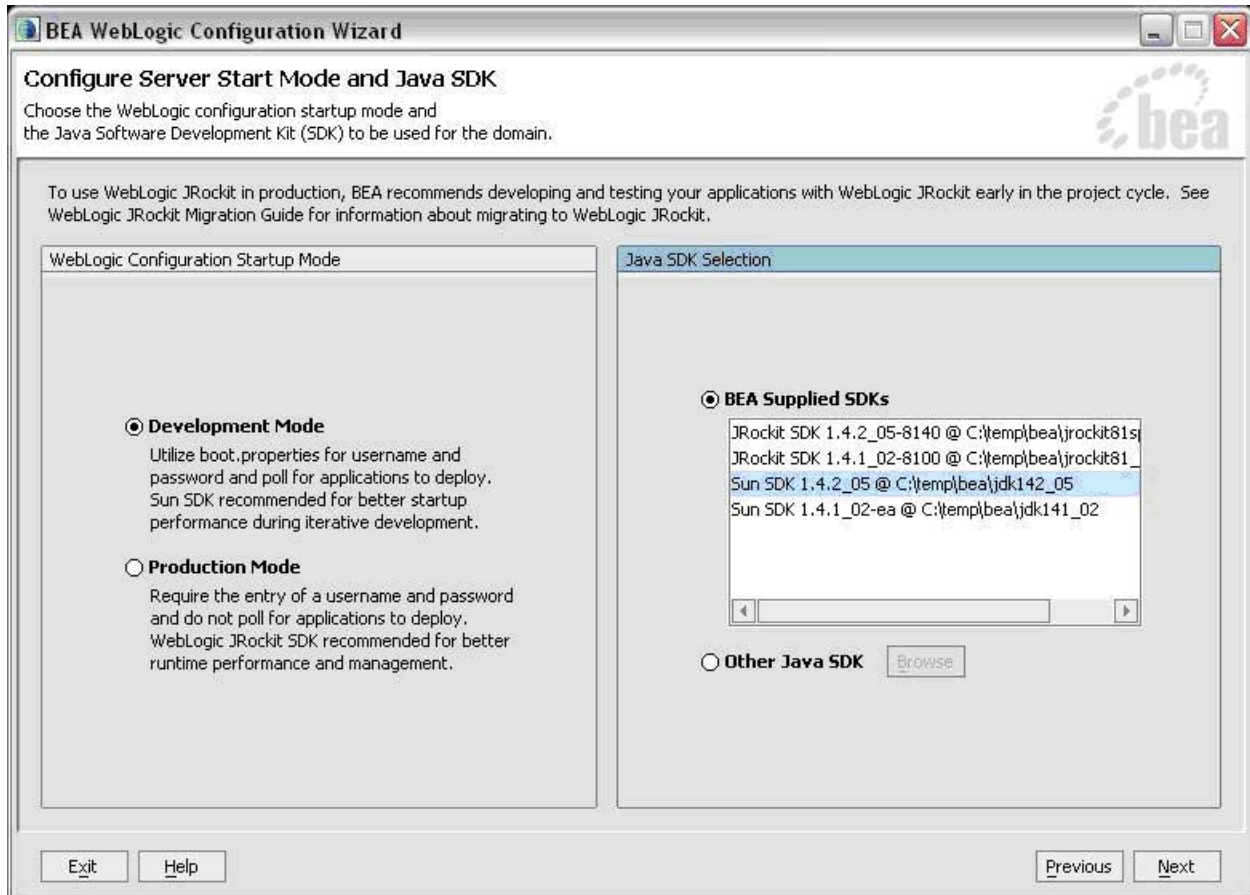 BEA WebLogic Configuration Wizard
Configure Server Start Mode and Java SDK
Choose the WebLogic configuration startup mode and
the Java Software Development Kit (SDK) to be used for the domain.
bea
To use WebLogic JRockit in production, BEA recommends developing and testing your applications with WebLogic JRockit early in the project cycle. See
WebLogic JRockit Migration Guide for information about migrating to WebLogic JRockit.
WebLogic Configuration Startup Mode
Development Mode
Utilize boot.properties for username and
password and poll for applications to deploy.
Sun SDK recommended for better startup
performance during iterative development.
Production Mode
Require the entry of a username and password
and do not poll for applications to deploy.
WebLogic JRockit SDK recommended for better
runtime performance and management.
Java SDK Selection
BEA Supplied SDKs
JRockit SDK 1.4.2_05-8140 @ C:\temp\bea\jrockit81s
JRockit SDK 1.4.1_02-8100 @ C:\temp\bea\jrockit81_
Sun SDK 1.4.2_05 @ C:\temp\bea\jdk142_05
Sun SDK 1.4.1_02-ea @ C:\temp\bea\jdk141_02
Other Java SDK
Browse
Exit
Help
Previous
Next